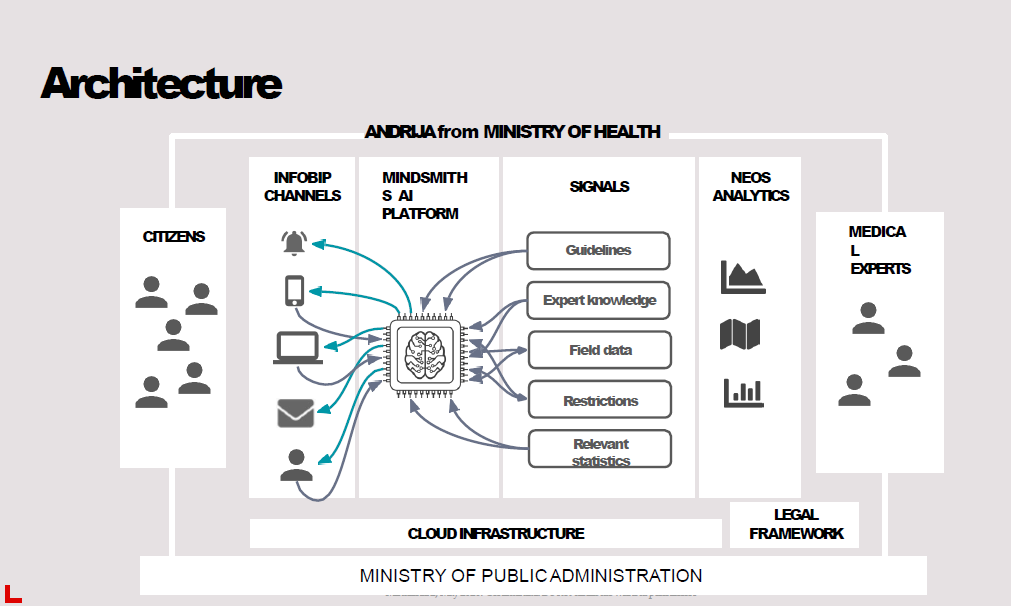 Architecture
ANDRIJA from MINISTRY OF HEALTH
INFOBIP
CHANNELS
MINDSMITH
S AI
PLATFORM
SIGNALS
NEOS
ANALYTICS
CITIZENS
MEDICA
L
EXPERTS
Guidelines
Expert knowledge
Field data
Restrictions
Relevant
statistics
CLOUD INFRASTRUCTURE
LEGAL
FRAMEWORK
MINISTRY OF PUBLIC ADMINISTRATION